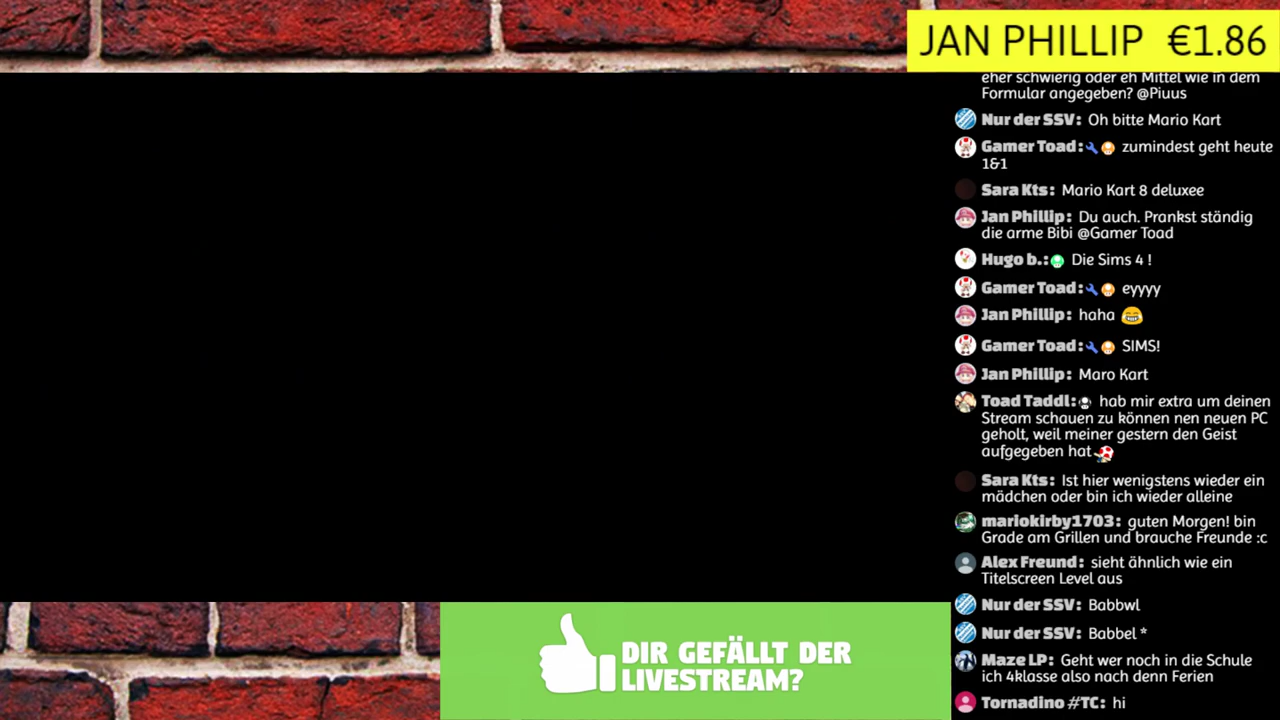 JAN PHILLIP €1.86
eher schwierig oder eh Mittel wie in dem
Formular angegeben? @Piuus
Nur der SSV: Oh bitte Mario Kart
Gamer Toad: zumindest geht heute
1&1
Sara Kts: Mario Kart 8 deluxee
Jan Phillip: Du auch. Prankst ständig
die arme Bibi @Gamer Toad
Hugo b.: Die Sims 4 !
Gamer Toad: eyyyy
Jan Phillip: haha 😂
Gamer Toad: SIMS!
Jan Phillip: Maro Kart
Toad Taddl: hab mir extra um deinen
Stream schauen zu können nen neuen PC
geholt, weil meiner gestern den Geist
aufgegeben hat
Sara Kts: Ist hier wenigstens wieder ein
mädchen oder bin ich wieder alleine
mariokirby1703: guten Morgen! bin
Grade am Grillen und brauche Freunde :c
Alex Freund: sieht ähnlich wie ein
Titelscreen Level aus
Nur der SSV: Babbwl
Nur der SSV: Babbel *
Maze LP: Geht wer noch in die Schule
ich 4klasse also nach denn Ferien
Tornadino #TC: hi
DIR GEFÄLLT DER
LIVESTREAM?